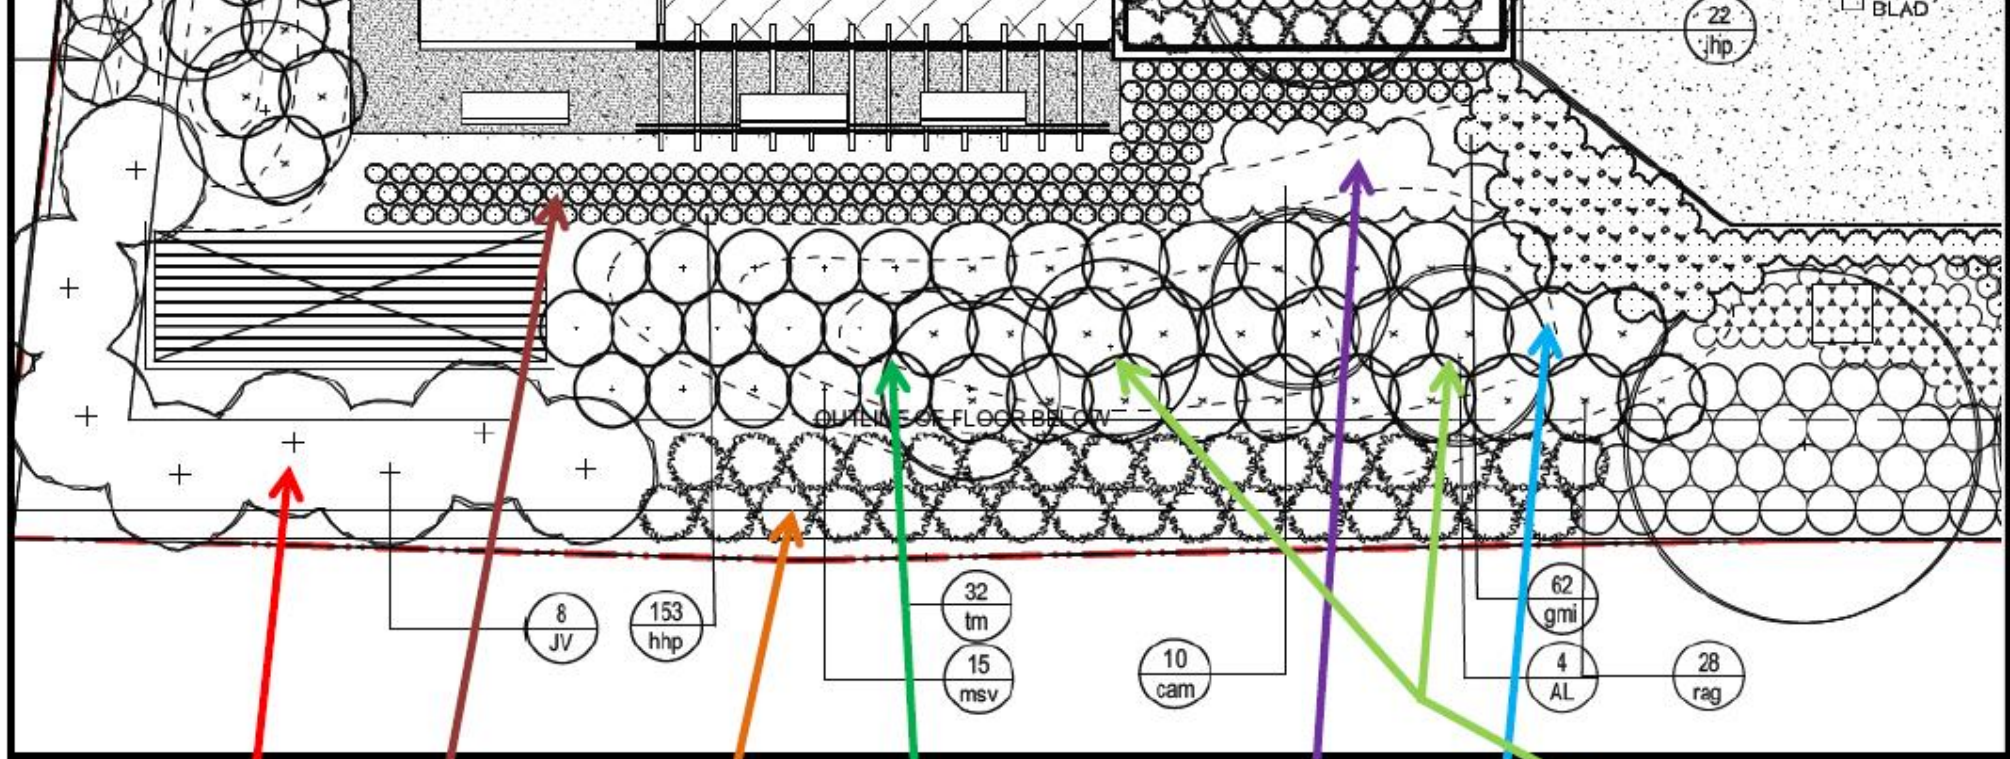 22
jhp
BLAD
OUTLINE OF FLOOR BELOW
8
JV
153
hhp
32
tm
15
msv
10
cam
62
gmi
4
AL
28
rag